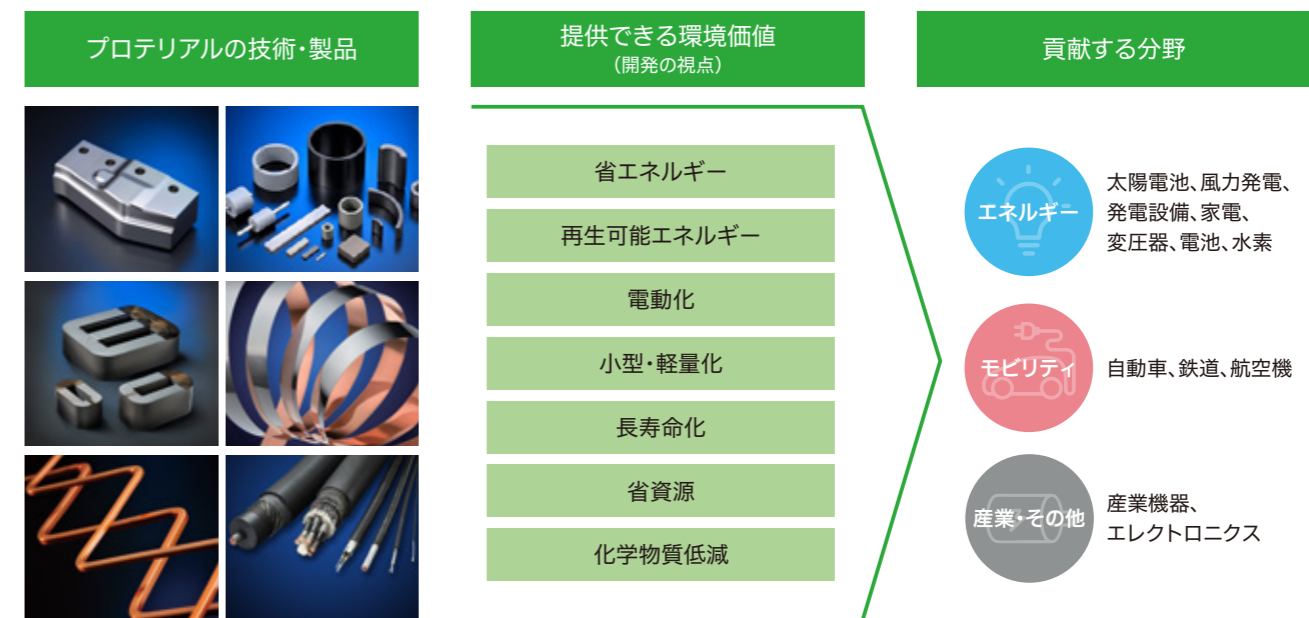 プロテリアルの技術・製品
提供できる環境価値
（開発の視点）
貢献する分野
省エネルギー
再生可能エネルギー
電動化
小型・軽量化
長寿命化
省資源
化学物質低減
エネルギー
太陽電池、風力発電、
発電設備、家電、
変圧器、電池、水素
モビリティ
自動車、鉄道、航空機
産業・その他
産業機器、
エレクトロニクス